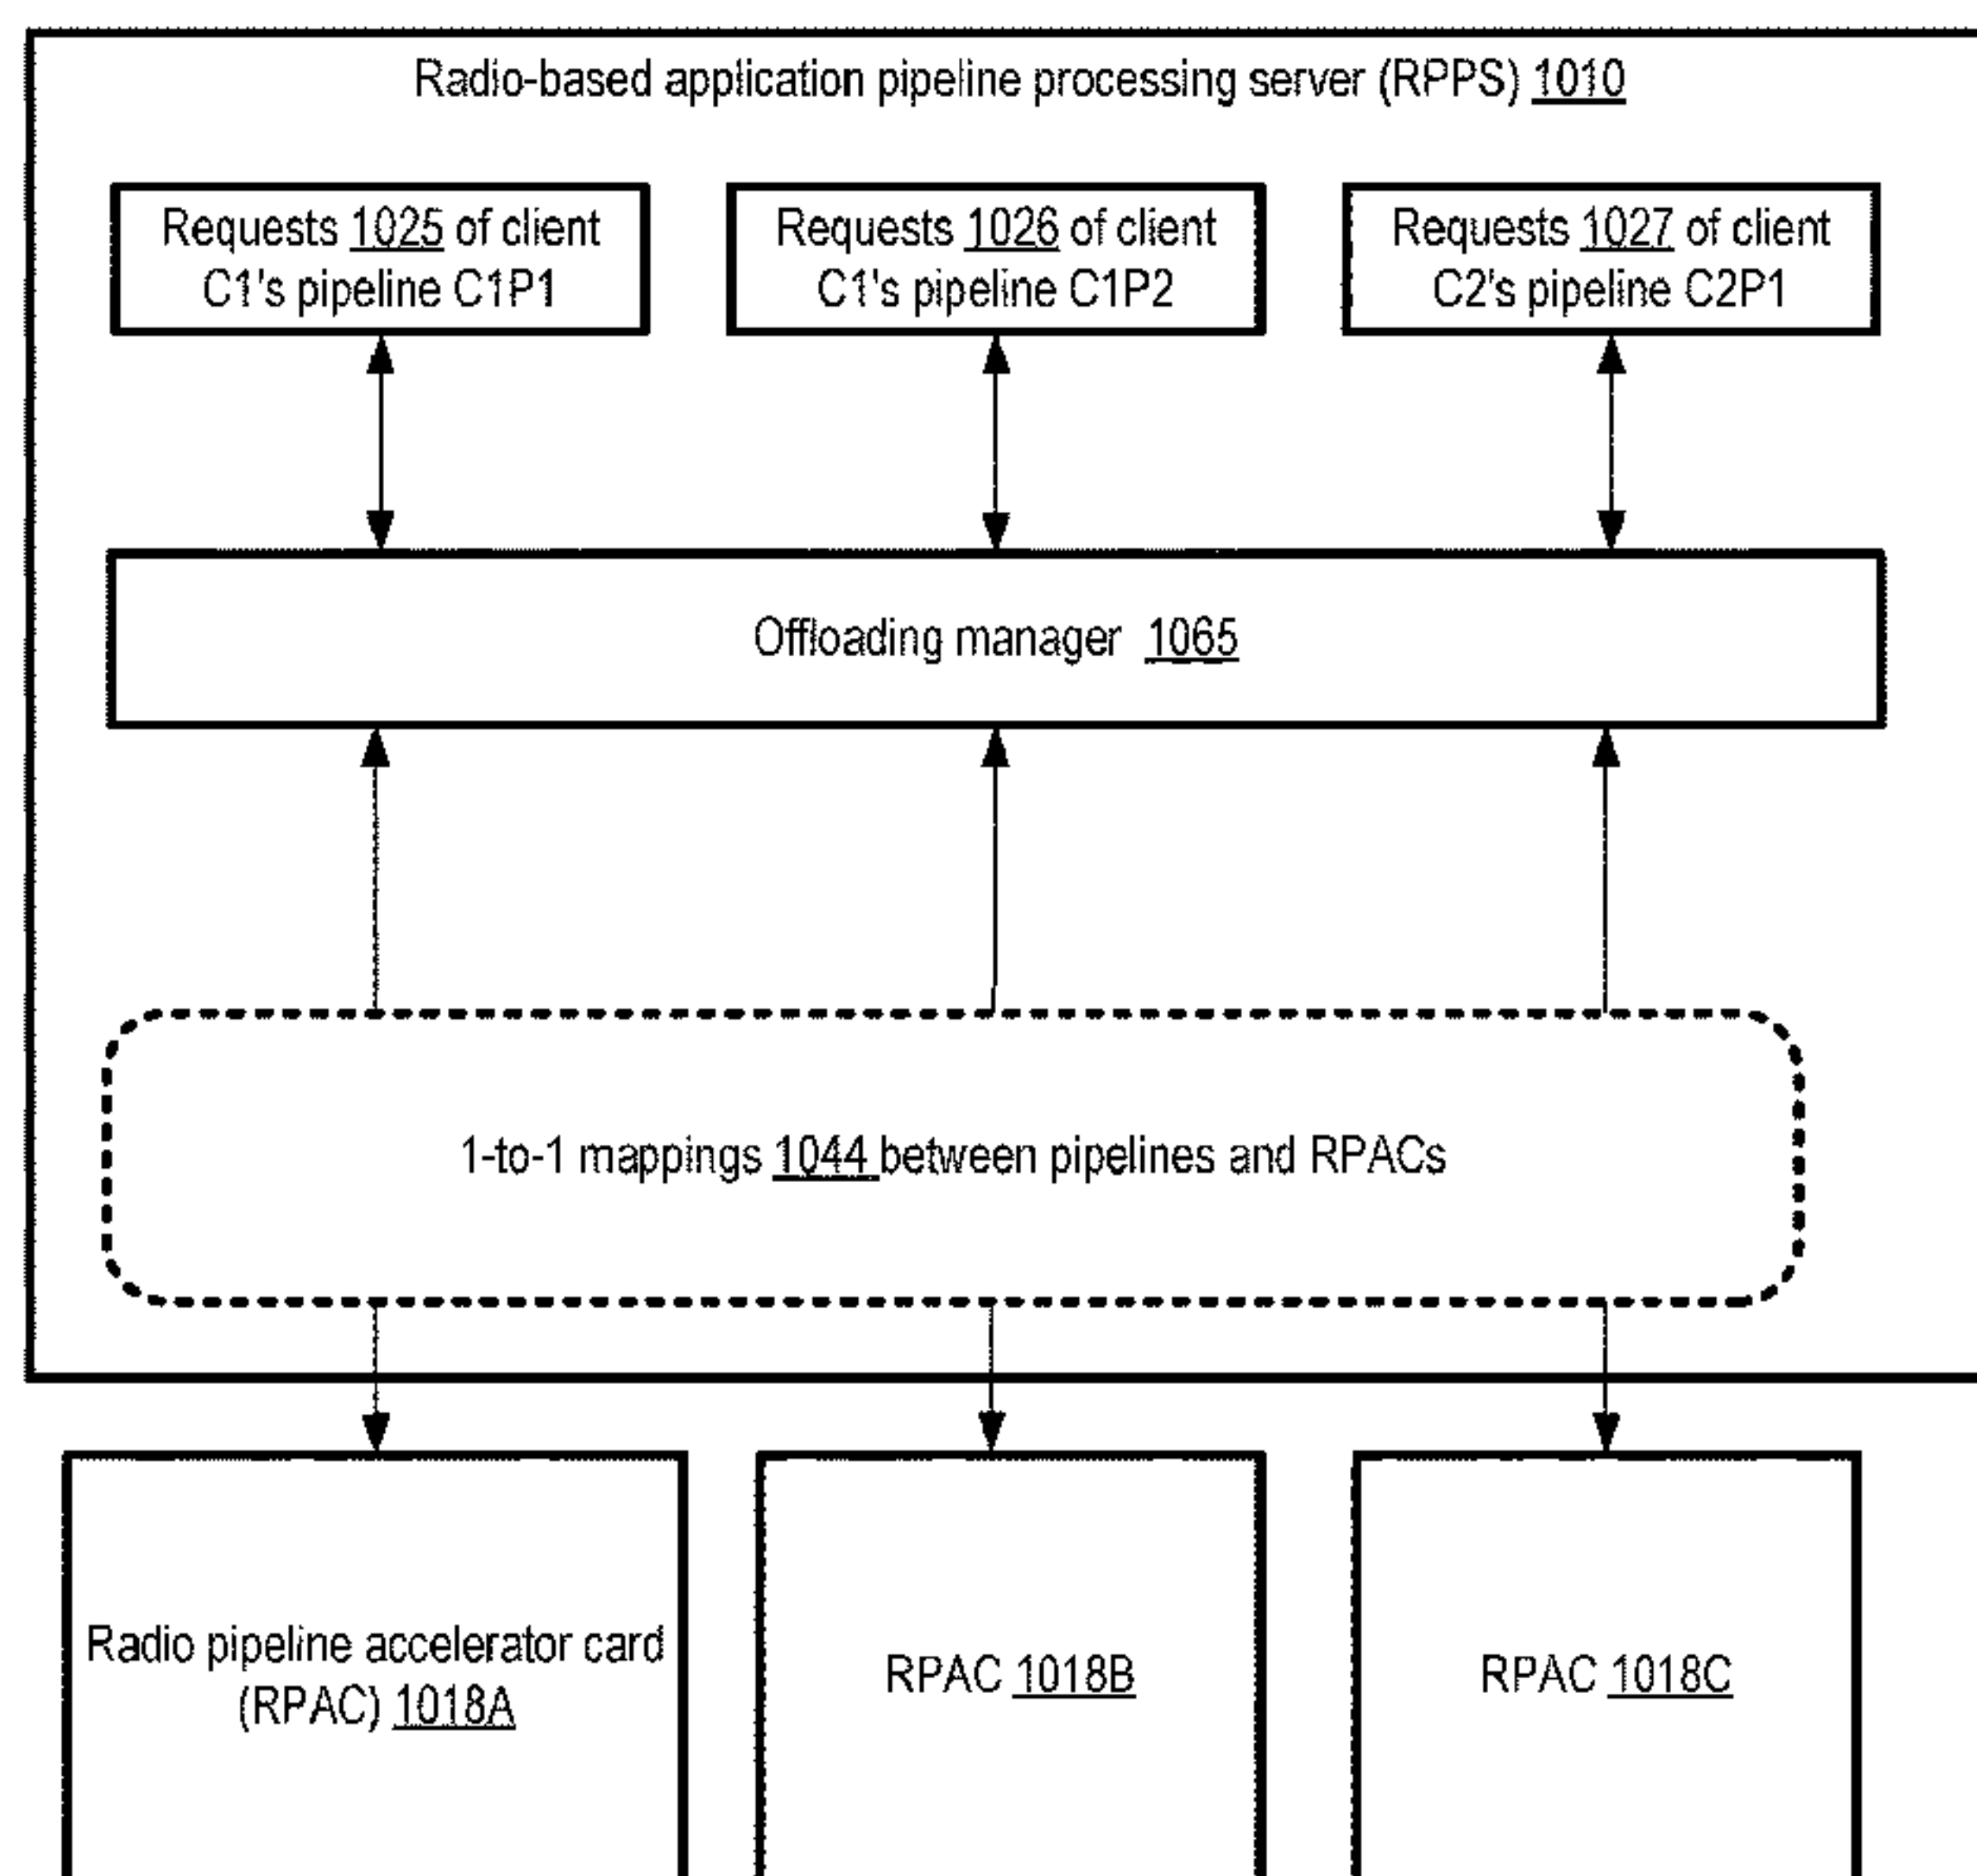 Radio-based application pipeline processing server (RPPS) 1010
Requests 1025 of client
C1's pipeline C1P1
Requests 1026 of client
C1's pipeline C1P2
Requests 1027 of client
C2's pipeline C2P1
Offloading manager 1065
1-to-1 mappings 1044 between pipelines and RPACs
Radio pipeline accelerator card
(RPAC) 1018A
RPAC 1018B
RPAC 1018C